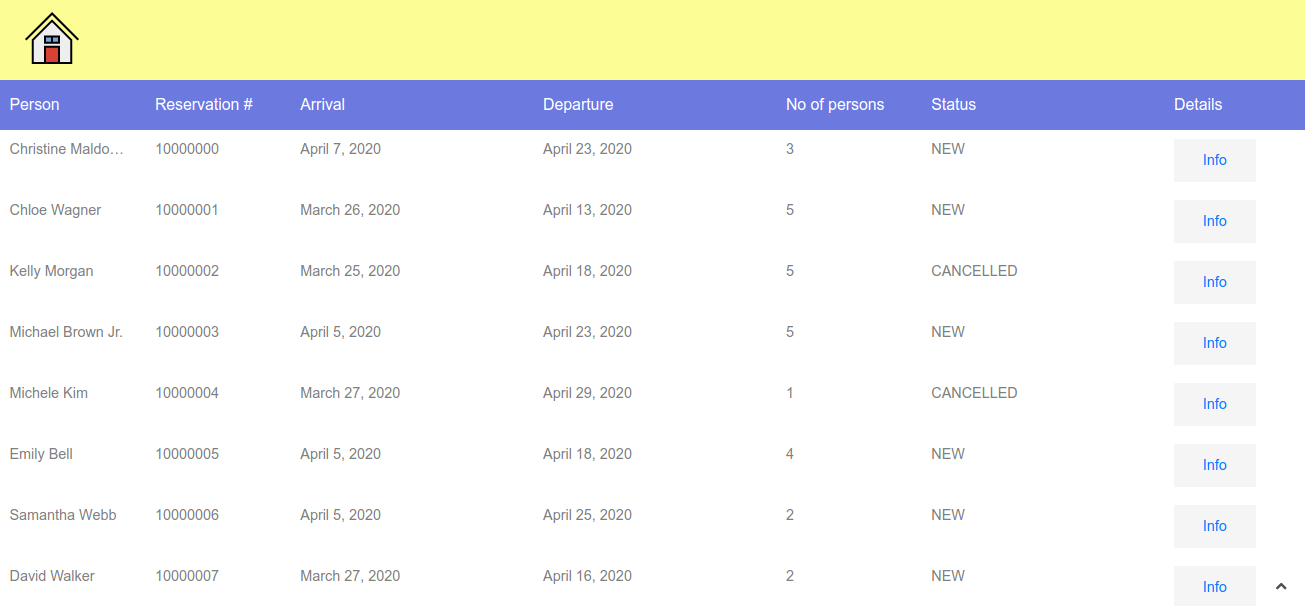 Person Reservation # Arrival Departure No of persons Status Details
Christine Maldo… 10000000 April 7, 2020 April 23, 2020 3 NEW Info
Chloe Wagner 10000001 March 26, 2020 April 13, 2020 5 NEW Info
Kelly Morgan 10000002 March 25, 2020 April 18, 2020 5 CANCELLED Info
Michael Brown Jr. 10000003 April 5, 2020 April 23, 2020 5 NEW Info
Michele Kim 10000004 March 27, 2020 April 29, 2020 1 CANCELLED Info
Emily Bell 10000005 April 5, 2020 April 18, 2020 4 NEW Info
Samantha Webb 10000006 April 5, 2020 April 25, 2020 2 NEW Info
David Walker 10000007 March 27, 2020 April 16, 2020 2 NEW Info